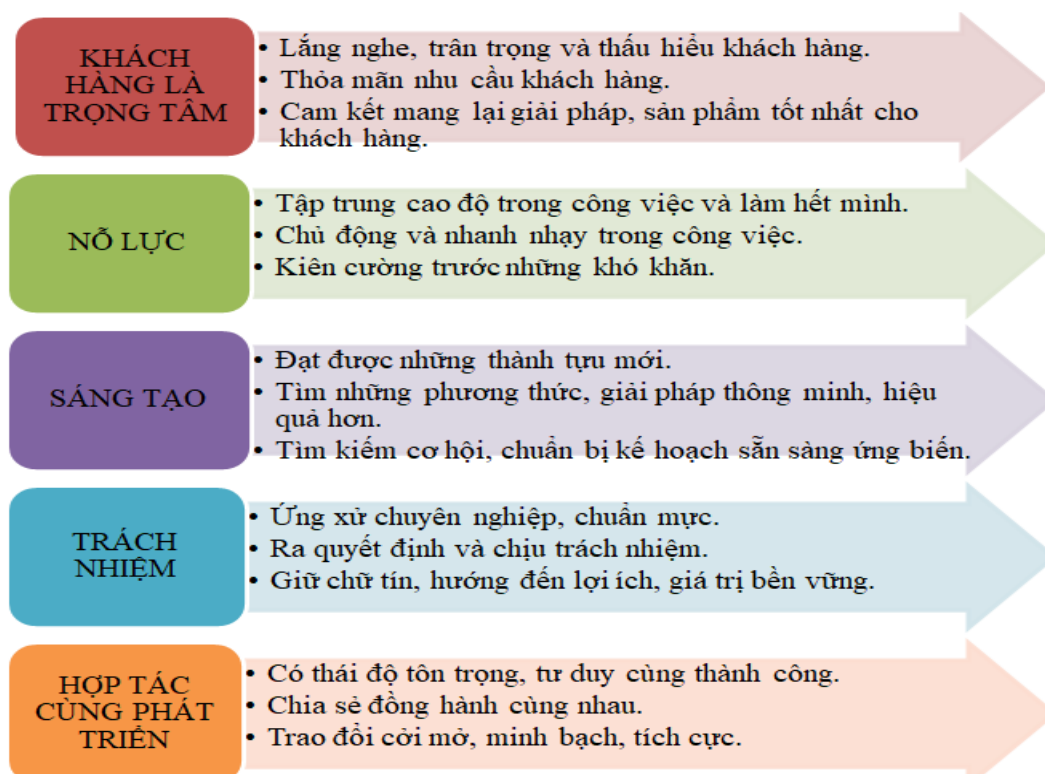 KHÁCH
HÀNG LÀ
TRỌNG TÂM
• Lắng nghe, trân trọng và thấu hiểu khách hàng.
• Thỏa mãn nhu cầu khách hàng.
• Cam kết mang lại giải pháp, sản phẩm tốt nhất cho
khách hàng.
NỖ LỰC
• Tập trung cao độ trong công việc và làm hết mình.
• Chủ động và nhanh nhạy trong công việc.
• Kiên cường trước những khó khăn.
SÁNG TẠO
• Đạt được những thành tựu mới.
• Tìm những phương thức, giải pháp thông minh, hiệu
quả hơn.
• Tìm kiếm cơ hội, chuẩn bị kế hoạch sẵn sàng ứng biến.
TRÁCH
NHIỆM
• Ứng xử chuyên nghiệp, chuẩn mực.
• Ra quyết định và chịu trách nhiệm.
• Giữ chữ tín, hướng đến lợi ích, giá trị bền vững.
HỢP TÁC
CÙNG PHÁT
TRIỂN
• Có thái độ tôn trọng, tư duy cùng thành công.
• Chia sẻ đồng hành cùng nhau.
• Trao đổi cởi mở, minh bạch, tích cực.